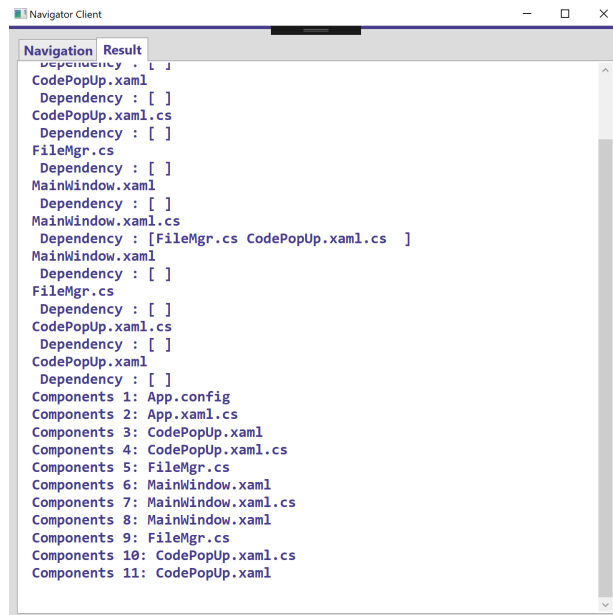 Navigator Client
Navigation Result
Dependency : [ ]
CodePopUp.xaml
Dependency : [ ]
CodePopUp.xaml.cs
Dependency : [ ]
FileMgr.cs
Dependency : [ ]
MainWindow.xaml
Dependency : [ ]
MainWindow.xaml.cs
Dependency : [FileMgr.cs CodePopUp.xaml.cs  ]
MainWindow.xaml
Dependency : [ ]
FileMgr.cs
Dependency : [ ]
CodePopUp.xaml.cs
Dependency : [ ]
CodePopUp.xaml
Dependency : [ ]
Components 1: App.config
Components 2: App.xaml.cs
Components 3: CodePopUp.xaml
Components 4: CodePopUp.xaml.cs
Components 5: FileMgr.cs
Components 6: MainWindow.xaml
Components 7: MainWindow.xaml.cs
Components 8: MainWindow.xaml
Components 9: FileMgr.cs
Components 10: CodePopUp.xaml.cs
Components 11: CodePopUp.xaml